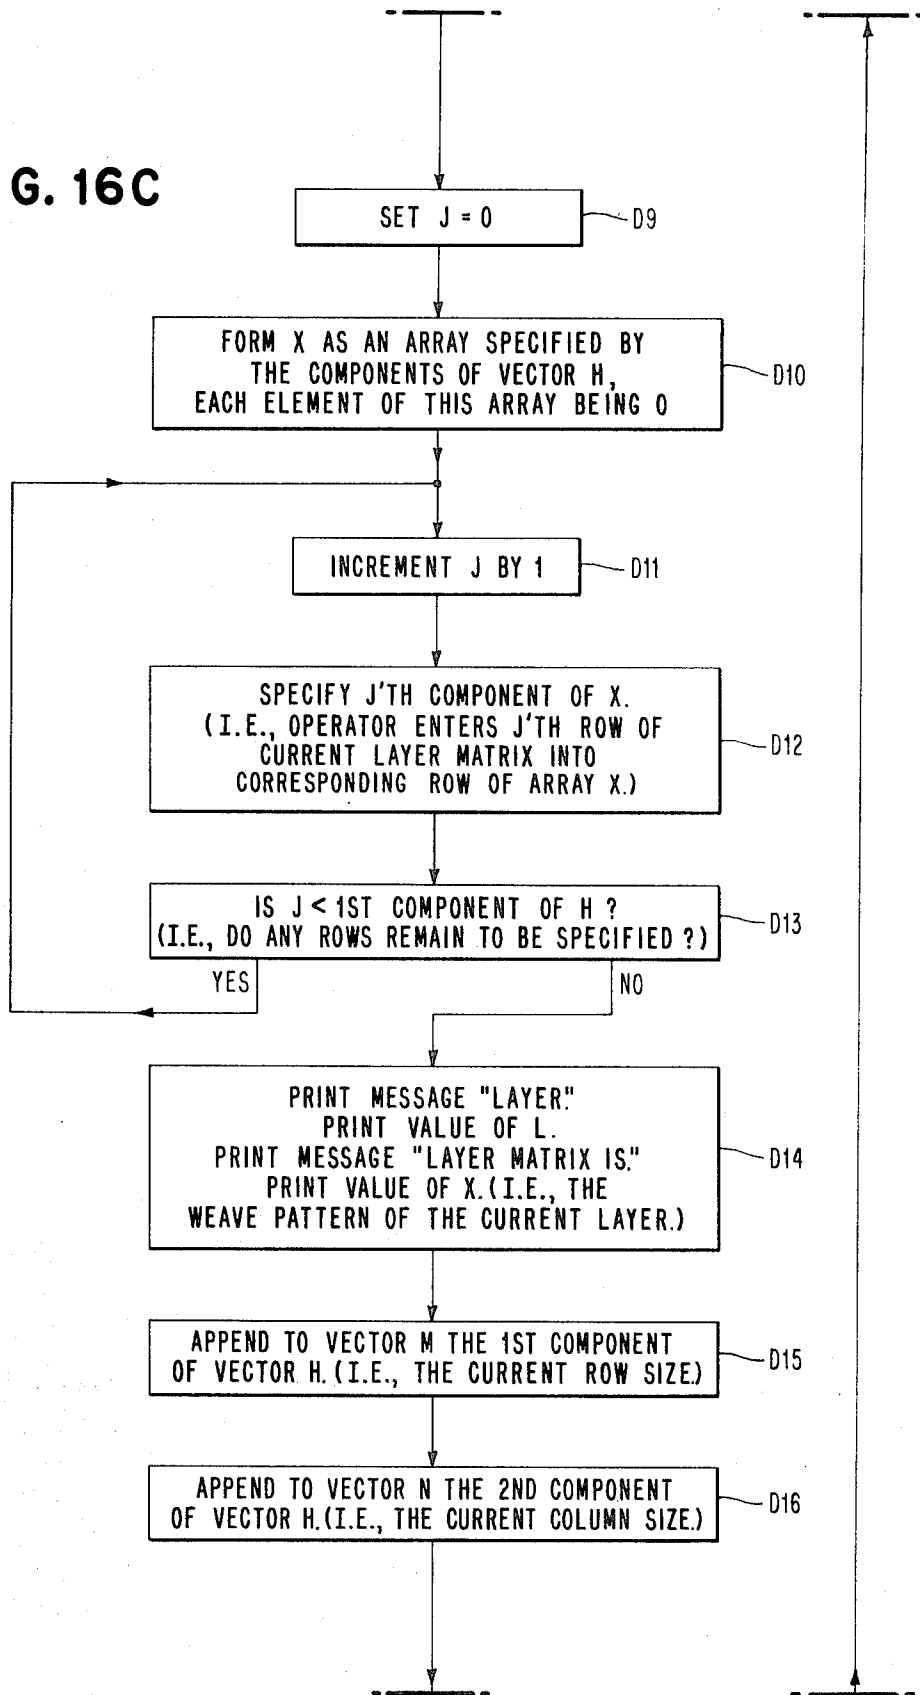 G. 16C
SET J = 0
D9
FORM X AS AN ARRAY SPECIFIED BY
THE COMPONENTS OF VECTOR H,
EACH ELEMENT OF THIS ARRAY BEING 0
D10
INCREMENT J BY 1
D11
SPECIFY J'TH COMPONENT OF X.
(I.E., OPERATOR ENTERS J'TH ROW OF
CURRENT LAYER MATRIX INTO
CORRESPONDING ROW OF ARRAY X.)
D12
IS J < 1ST COMPONENT OF H ?
(I.E., DO ANY ROWS REMAIN TO BE SPECIFIED ?)
D13
YES
NO
PRINT MESSAGE "LAYER."
PRINT VALUE OF L.
PRINT MESSAGE "LAYER MATRIX IS."
PRINT VALUE OF X. (I.E., THE
WEAVE PATTERN OF THE CURRENT LAYER.)
D14
APPEND TO VECTOR M THE 1ST COMPONENT
OF VECTOR H. (I.E., THE CURRENT ROW SIZE.)
D15
APPEND TO VECTOR N THE 2ND COMPONENT
OF VECTOR H. (I.E., THE CURRENT COLUMN SIZE.)
D16